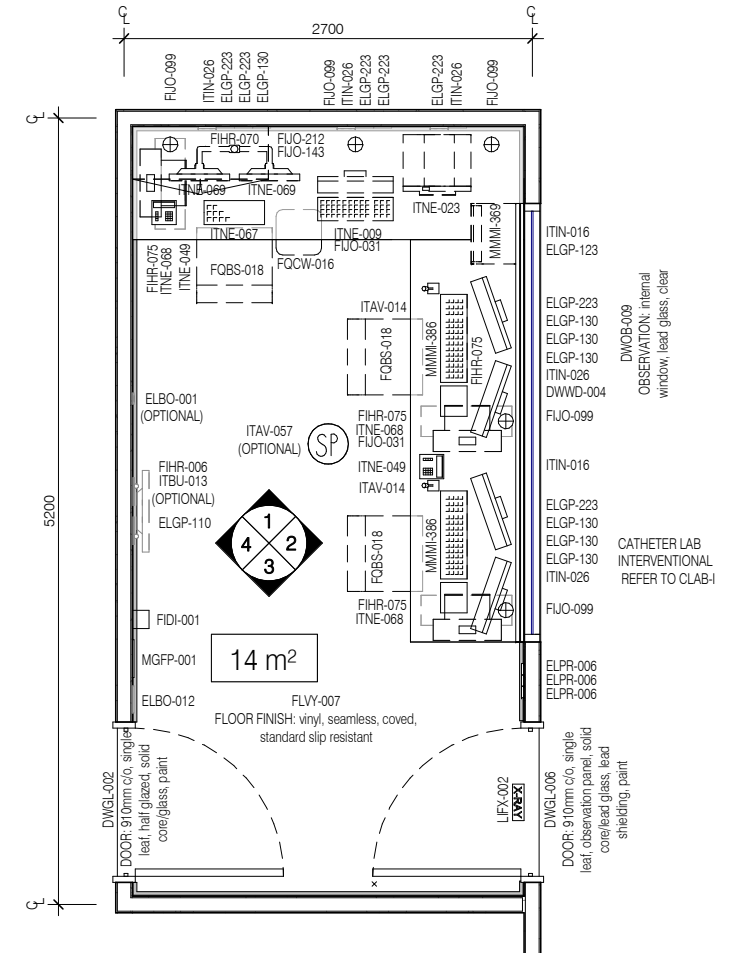 ℄
℄
2700
FIJO-099
ITIN-026
ELGP-223
ELGP-223
ELGP-130
FIJO-099
ITIN-026
ELGP-223
ELGP-223
ELGP-223
ITIN-026
FIJO-099
℄
FIHR-070
FIJO-212
FIJO-143
ITNE-069
ITNE-069
ITNE-023
MMMI-369
ITNE-067
ITNE-009
FIJO-031
FIHR-075
ITNE-068
ITNE-049
FQBS-018
FQCW-016
ITIN-016
ELGP-123
ITAV-014
FQBS-018
MMMI-386
FIHR-075
ELGP-223
ELGP-130
ELGP-130
ELGP-130
ITIN-026
DWWD-004
FIJO-099
DWOB-009
OBSERVATION: internal
window, lead glass, clear
ELBO-001
(OPTIONAL)
ITAV-057
(OPTIONAL)
SP
FIHR-075
ITNE-068
FIJO-031
ITNE-049
ITAV-014
ITIN-016
FIHR-006
ITBU-013
(OPTIONAL)
ELGP-110
5200
1
4
2
3
FQBS-018
MMMI-386
ELGP-223
ELGP-130
ELGP-130
ELGP-130
ITIN-026
CATHETER LAB
INTERVENTIONAL
REFER TO CLAB-I
FIHR-075
ITNE-068
FIJO-099
FIDI-001
MGFP-001
14 m²
ELPR-006
ELPR-006
ELPR-006
ELBO-012
FLVY-007
FLOOR FINISH: vinyl, seamless, coved,
standard slip resistant
DWGL-002
DOOR: 910mm c/o, single
leaf, half glazed, solid
core/glass, paint
LIFX-002
X-RAY
DWGL-006
DOOR: 910mm c/o, single
leaf, observation panel, solid
core/lead glass, lead
shielding, paint
℄